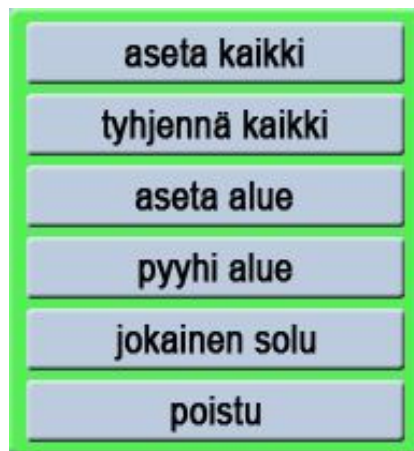 aseta kaikki
tyhjennä kaikki
aseta alue
pyyhi alue
jokainen solu
poistu